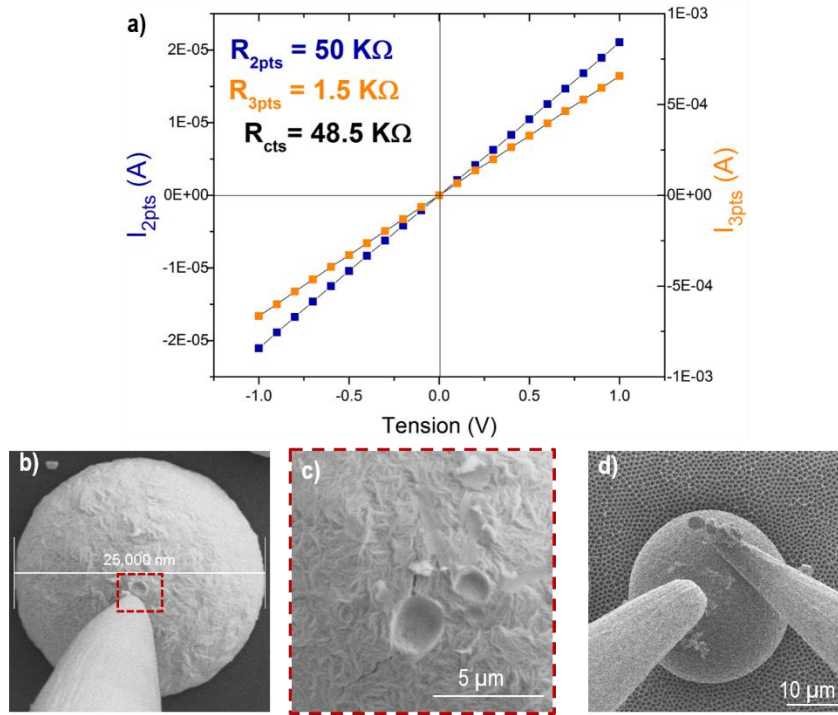 a)
R2pts = 50 KΩ
R3pts = 1.5 KΩ
Rcts = 48.5 KΩ
2E-05
1E-05
0E+00
-1E-05
-2E-05
I2pts (A)
1E-03
5E-04
0E+00
-5E-04
-1E-03
I3pts (A)
-1.0 -0.5 0.0 0.5 1.0
Tension (V)
b)
25,000 nm
c)
5 µm
d)
10 µm